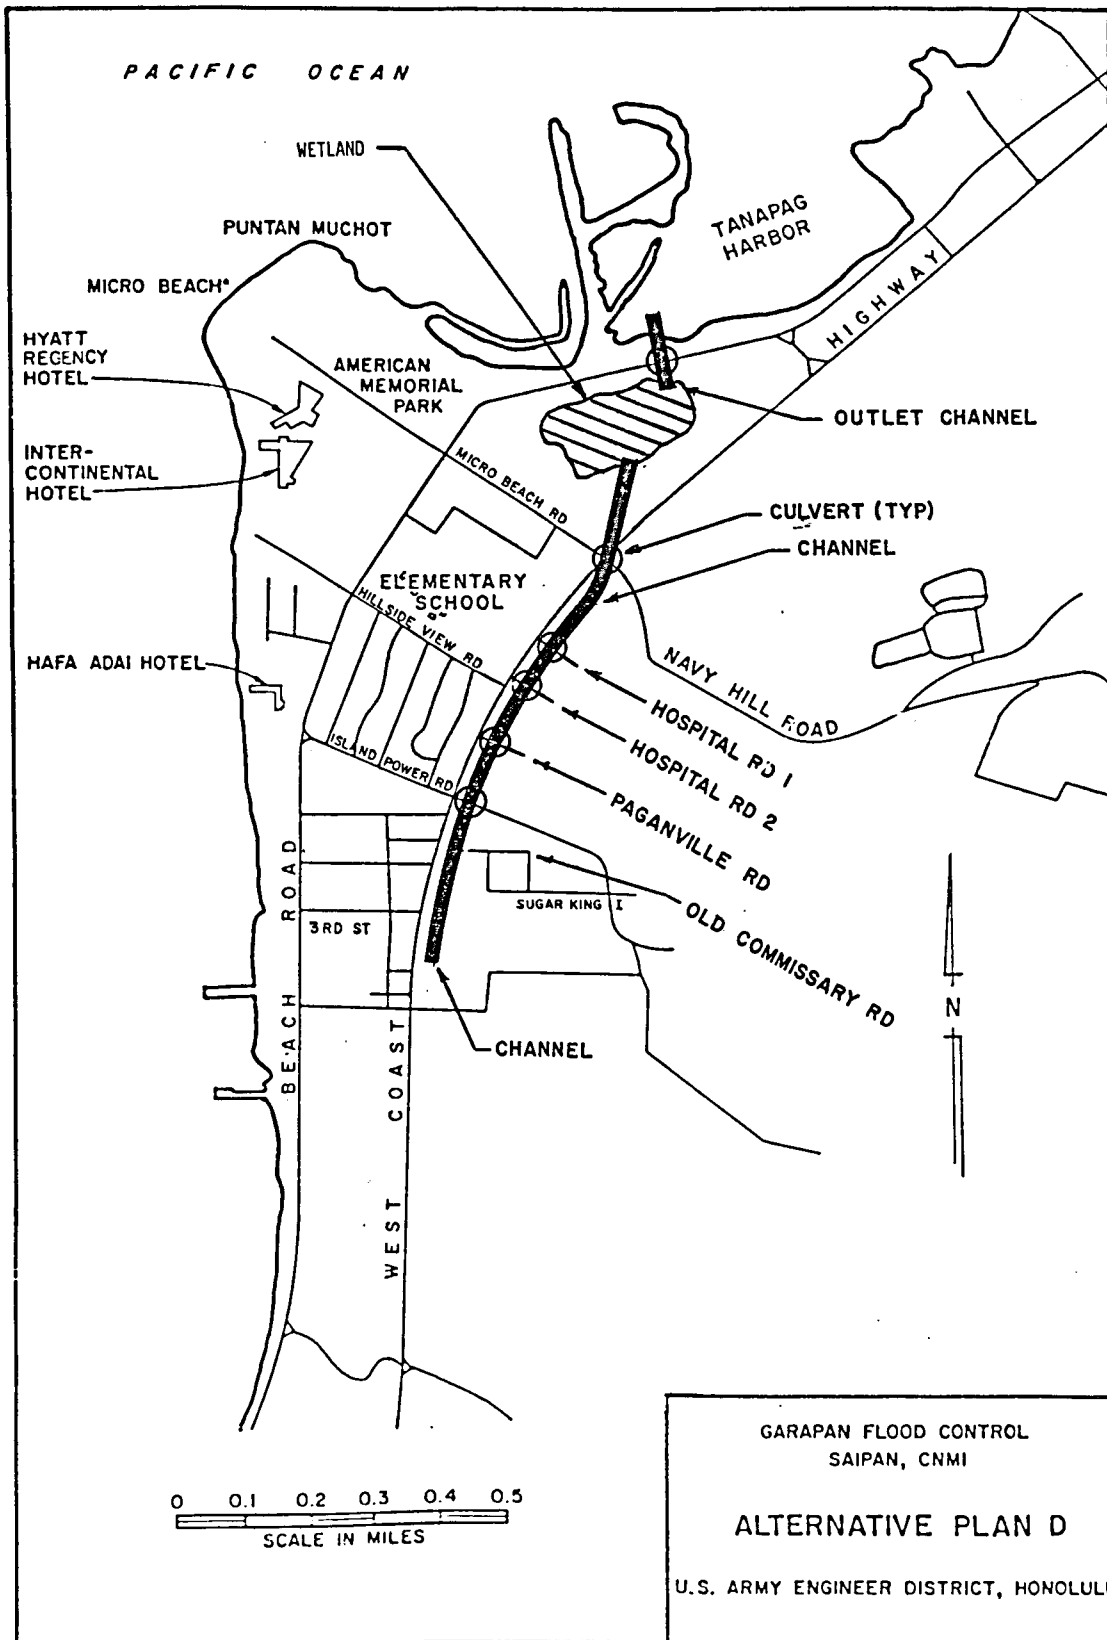 PACIFIC OCEAN
WETLAND
PUNTAN MUCHOT
TANAPAG
HARBOR
MICRO BEACH
HYATT
REGENCY
HOTEL
AMERICAN
MEMORIAL
PARK
HIGHWAY
OUTLET CHANNEL
INTER-
CONTINENTAL
HOTEL
MICRO BEACH RD
CULVERT (TYP)
CHANNEL
ELEMENTARY
SCHOOL
HILLSIDE VIEW RD
HAFA ADAI HOTEL
NAVY HILL ROAD
HOSPITAL RD 1
HOSPITAL RD 2
PAGANVILLE RD
OLD COMMISSARY RD
ISLAND POWER RD
SUGAR KING I
3RD ST
BEACH ROAD
N
CHANNEL
WEST COAST
0 0.1 0.2 0.3 0.4 0.5
SCALE IN MILES
GARAPAN FLOOD CONTROL
SAIPAN, CNMI
ALTERNATIVE PLAN D
U.S. ARMY ENGINEER DISTRICT, HONOLULU